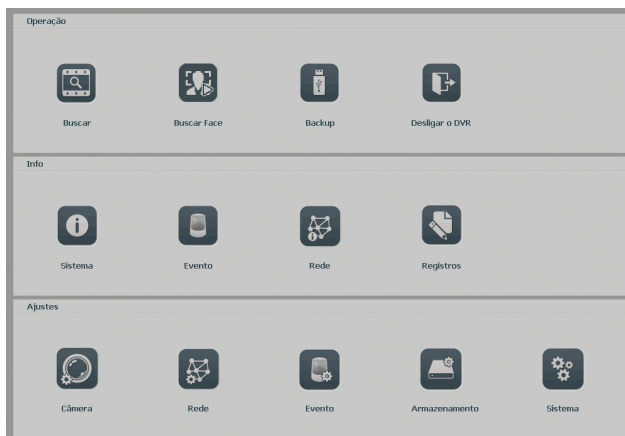 Operação
Buscar
Buscar Face
Backup
Desligar o DVR
Info
Sistema
Evento
Rede
Registros
Ajustes
Câmera
Rede
Evento
Armazenamento
Sistema